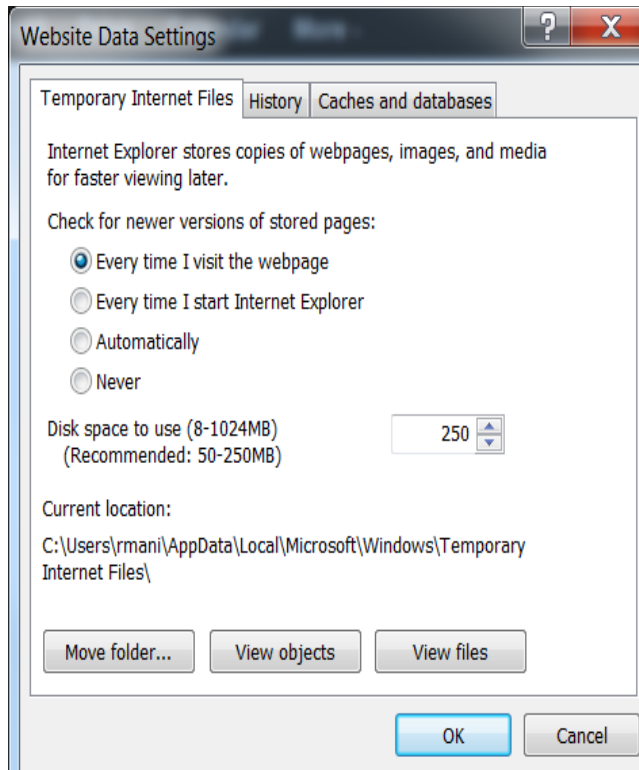 Website Data Settings
?
X
Temporary Internet Files
History
Caches and databases
Internet Explorer stores copies of webpages, images, and media
for faster viewing later.
Check for newer versions of stored pages:
Every time I visit the webpage
Every time I start Internet Explorer
Automatically
Never
Disk space to use (8-1024MB)
250
(Recommended: 50-250MB)
Current location:
C:\Users\rmani\AppData\Local\Microsoft\Windows\Temporary
Internet Files\
Move folder...
View objects
View files
OK
Cancel